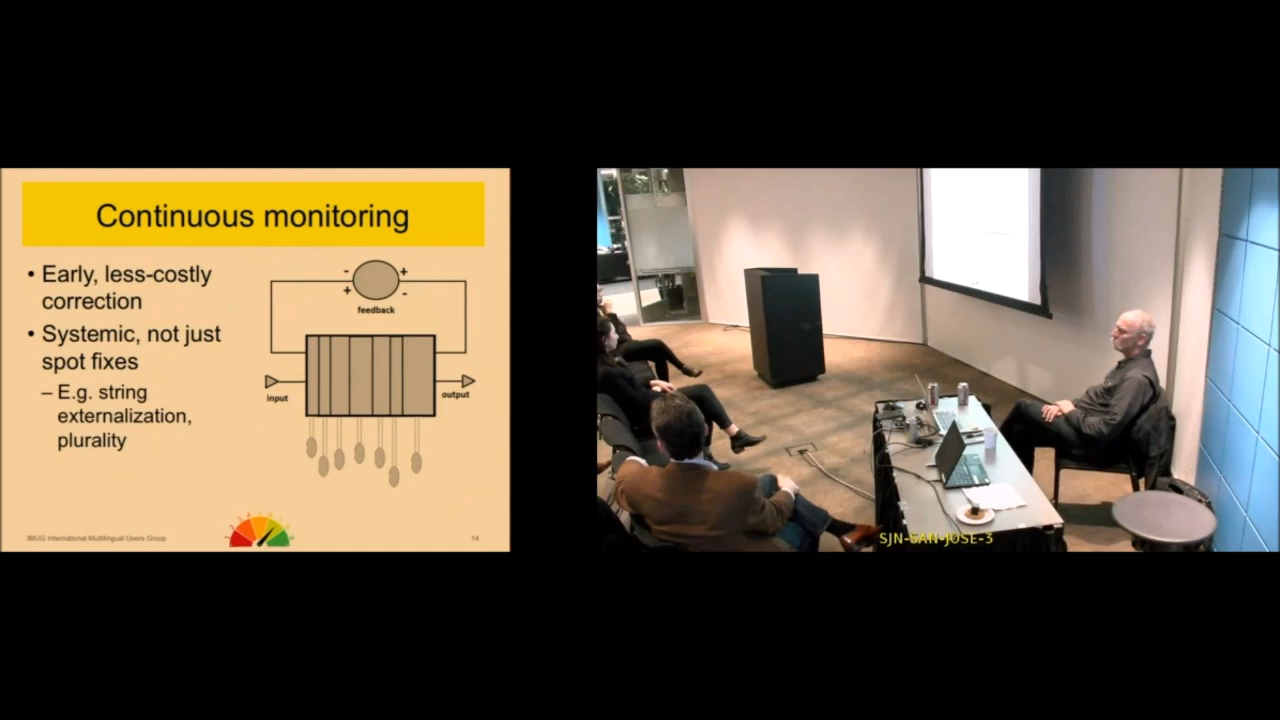 Continuous monitoring
• Early, less-costly
correction
• Systemic, not just
spot fixes
– E.g. string
externalization,
plurality
- +
+ -
feedback
input
output
IMUG International Multilingual Users Group
14
SJN-SAN-JOSE-3